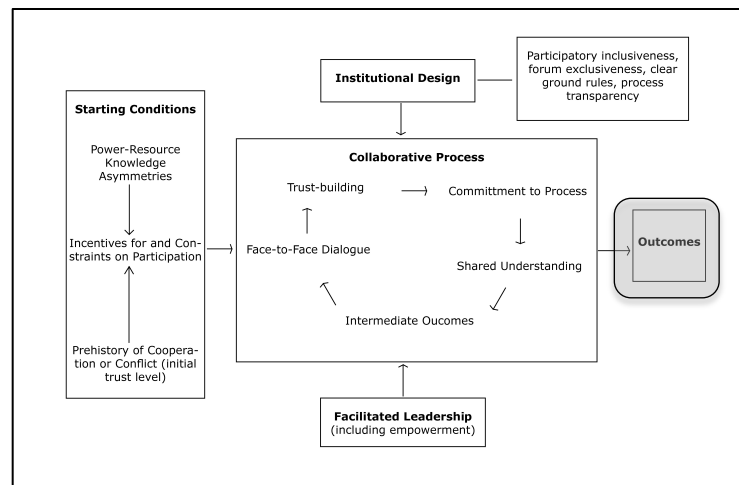 Institutional Design
Participatory inclusiveness,
forum exclusiveness, clear
ground rules, process
transparency
Starting Conditions
Power-Resource
Knowledge
Asymmetries
Incentives for and Con-
straints on Participation
Prehistory of Coopera-
tion or Conflict (initial
trust level)
Collaborative Process
Trust-building
Committment to Process
Face-to-Face Dialogue
Shared Understanding
Intermediate Oucomes
Outcomes
Facilitated Leadership
(including empowerment)